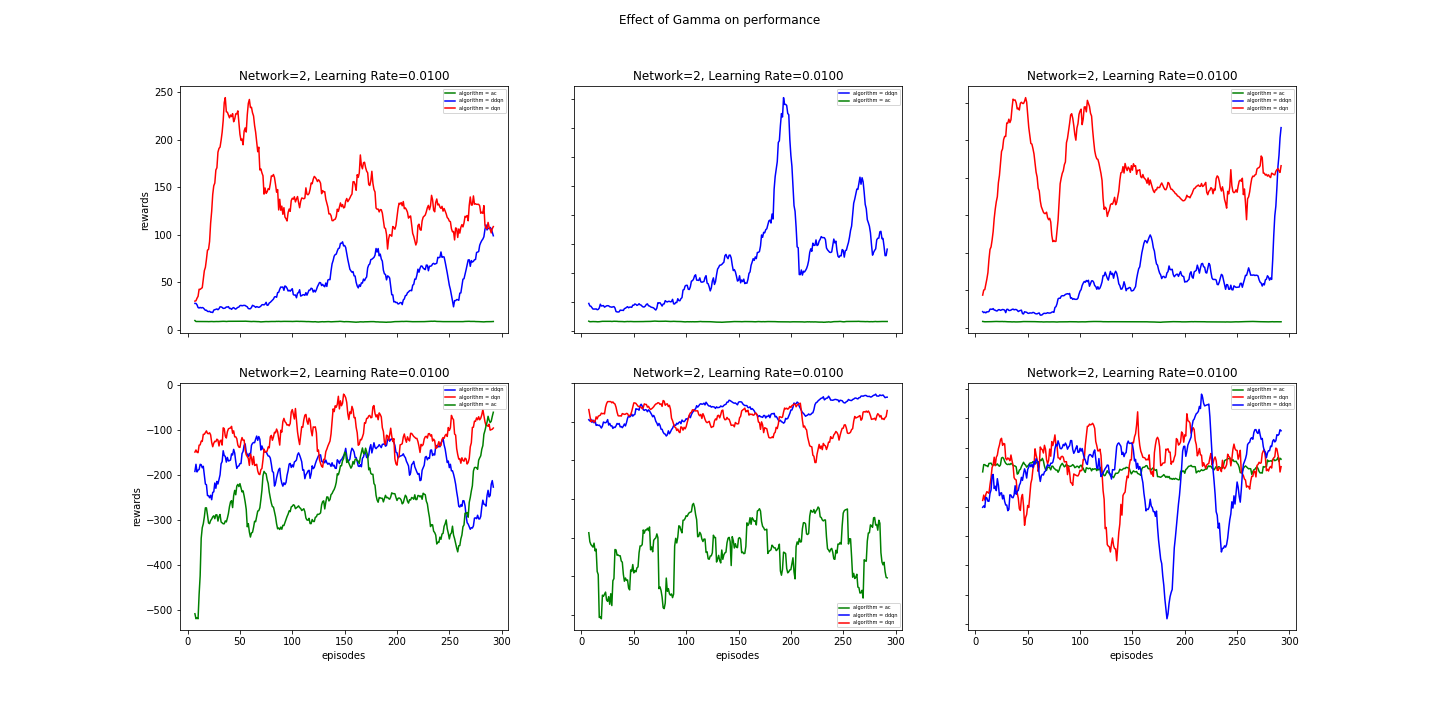 Effect of Gamma on performance
Network=2, Learning Rate=0.0100
Network=2, Learning Rate=0.0100
Network=2, Learning Rate=0.0100
250
200
150
100
50
0
rewards
algorithm = ac
algorithm = ddqn
algorithm = dqn
algorithm = ddqn
algorithm = ac
algorithm = ac
algorithm = ddqn
algorithm = dqn
Network=2, Learning Rate=0.0100
Network=2, Learning Rate=0.0100
Network=2, Learning Rate=0.0100
0
−100
−200
−300
−400
−500
rewards
algorithm = ddqn
algorithm = dqn
algorithm = ac
algorithm = ac
algorithm = ddqn
algorithm = dqn
algorithm = ac
algorithm = dqn
algorithm = ddqn
0 50 100 150 200 250 300
episodes
0 50 100 150 200 250 300
episodes
0 50 100 150 200 250 300
episodes